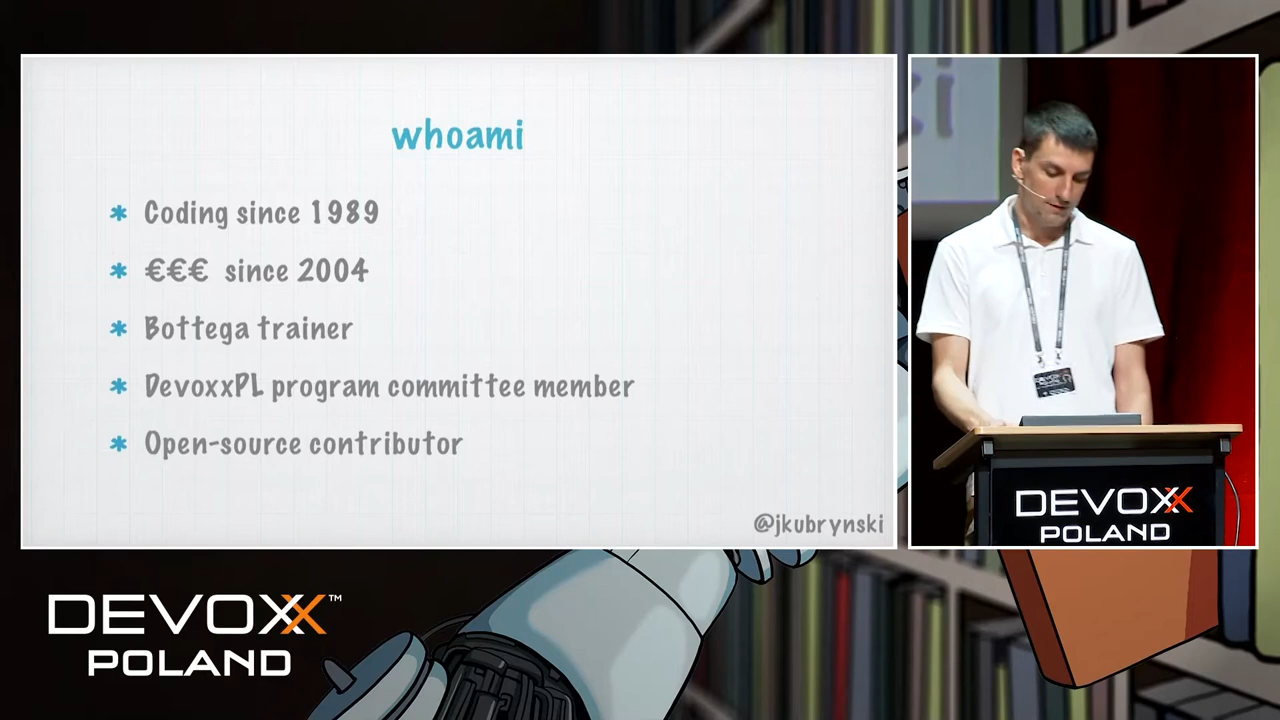 whoami
* Coding since 1989
* €€€ since 2004
* Bottega trainer
* DevoxxPL program committee member
* Open-source contributor
@jkubrynski
ki
DEVOXX
POLAND
DEVOXX™
POLAND